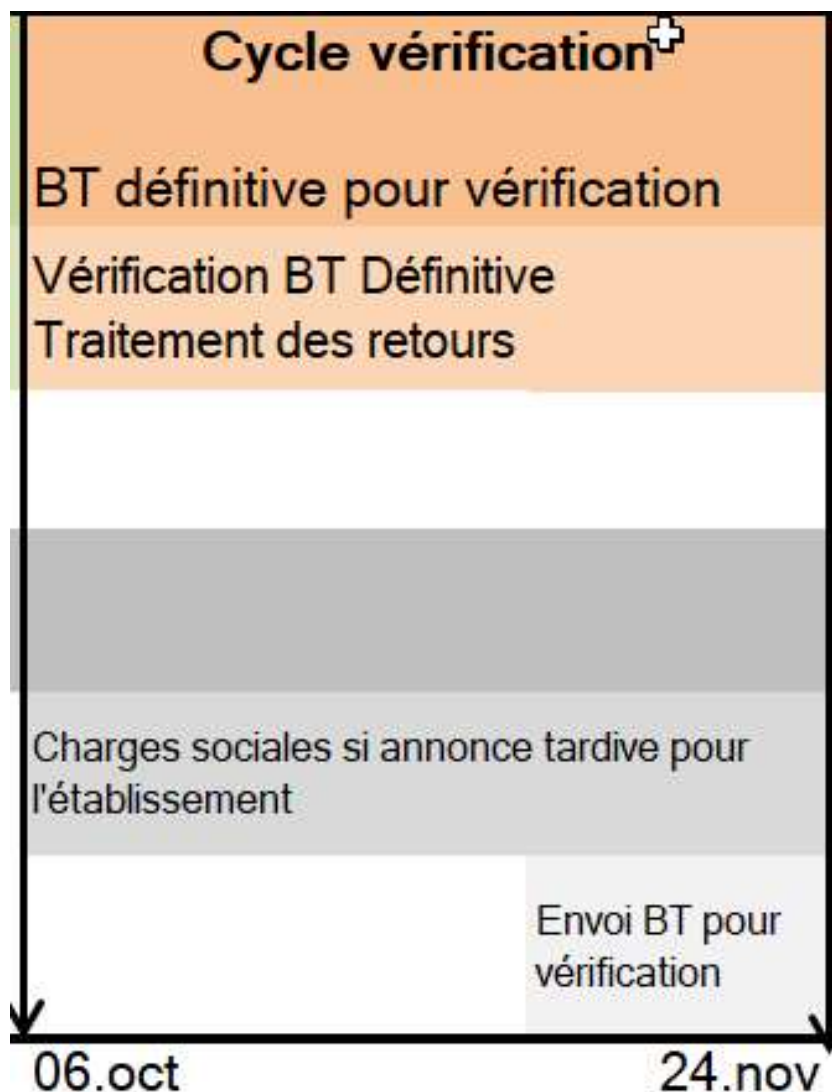 Cycle vérification
BT définitive pour vérification
Vérification BT Définitive
Traitement des retours
Charges sociales si annonce tardive pour
l'établissement
Envoi BT pour
vérification
06.oct
24.nov